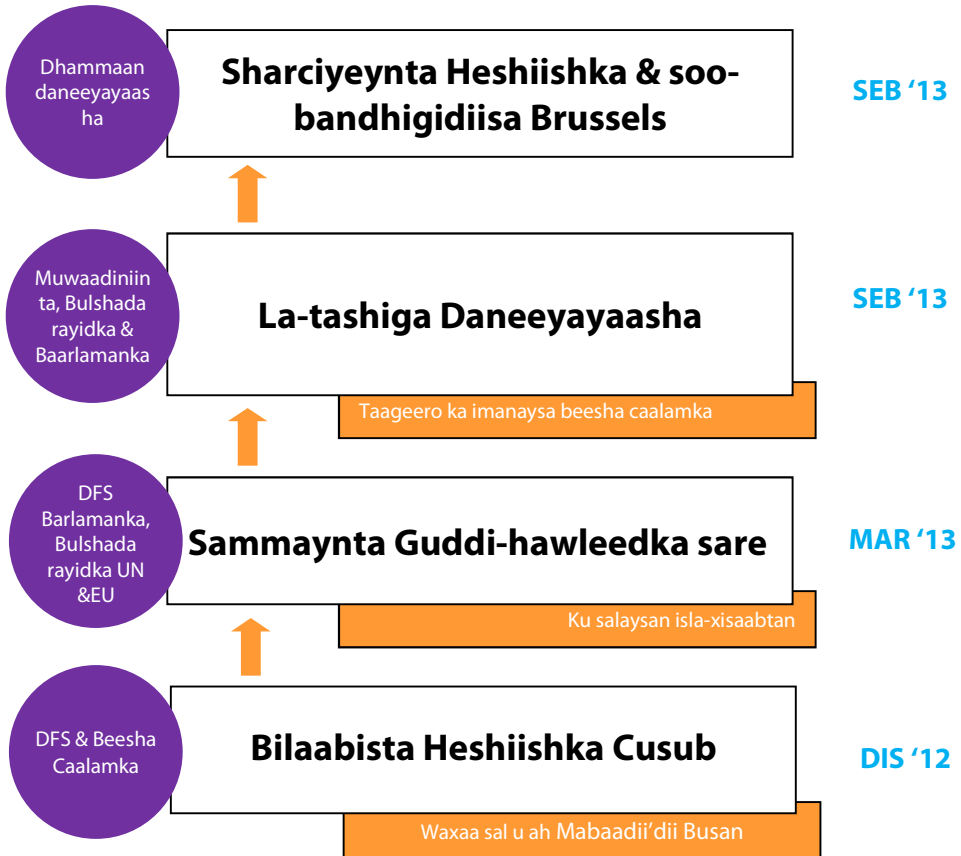 Dhammaan
daneeyayaas
ha
Sharciyeynta Heshiishka & soo-
bandhigidiisa Brussels
SEB ‘13
Muwaadiniin
ta, Bulshada
rayidka &
Baarlamanka
La-tashiga Daneeyayaasha
SEB ‘13
Taageero ka imanaysa beesha caalamka
DFS
Barlamanka,
Bulshada
rayidka UN
&EU
Sammaynta Guddi-hawleedka sare
MAR ‘13
Ku salaysan isla-xisaabtan
DFS & Beesha
Caalamka
Bilaabista Heshiishka Cusub
DIS ‘12
Waxaa sal u ah Mabaadii’dii Busan